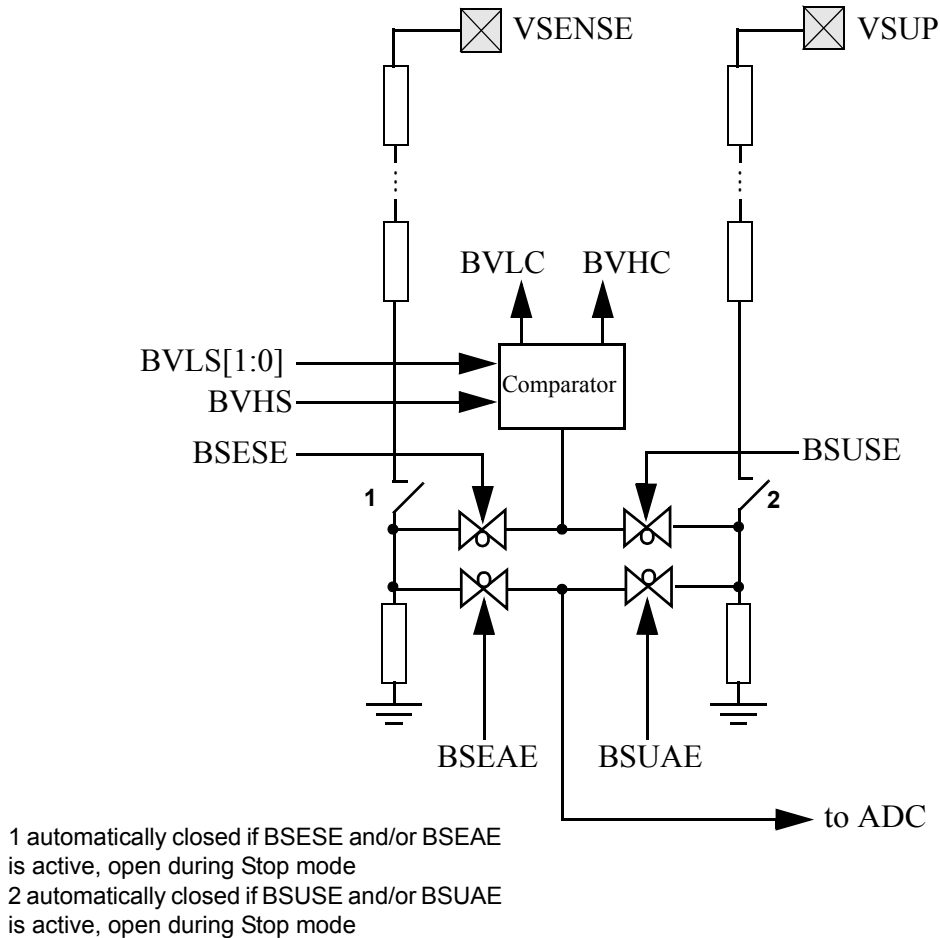 VSENSE
VSUP
BVLC
BVHC
BVLS[1:0]
Comparator
BVHS
BSESE
BSUSE
1
2
BSEAE
BSUAE
to ADC
1 automatically closed if BSESE and/or BSEAE
is active, open during Stop mode
2 automatically closed if BSUSE and/or BSUAE
is active, open during Stop mode